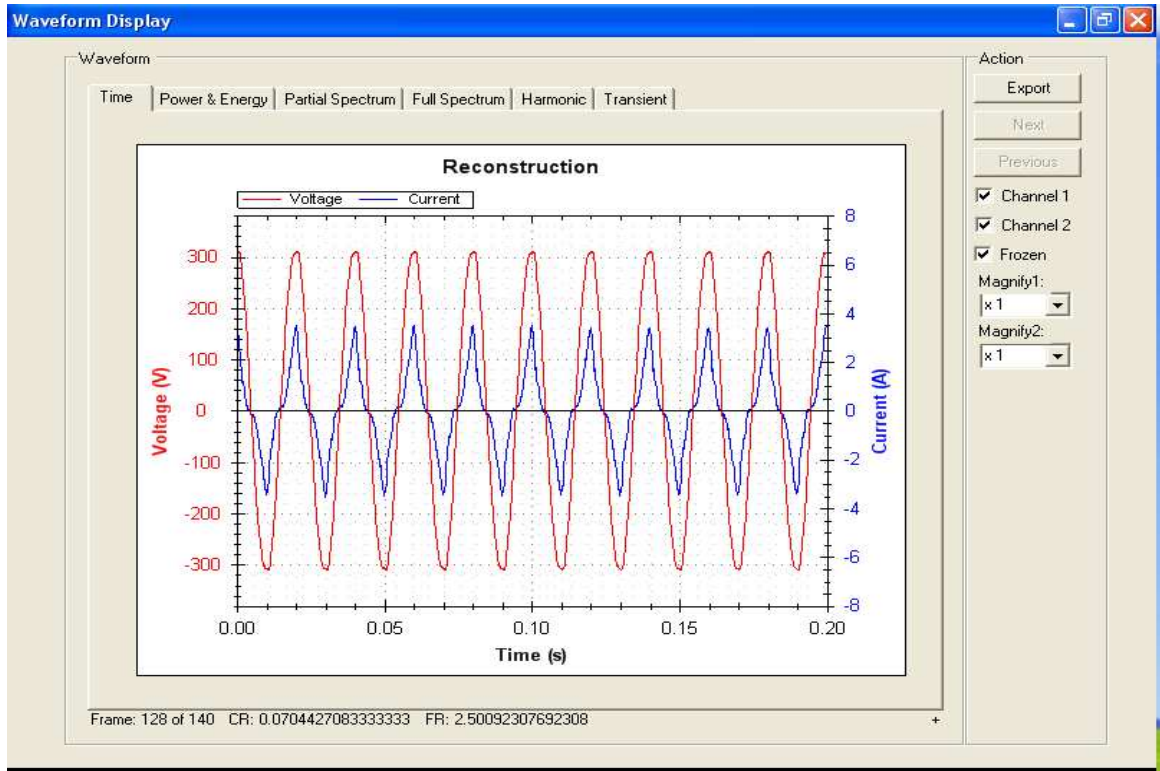 Waveform Display
Waveform
Time Power & Energy Partial Spectrum Full Spectrum Harmonic Transient
Reconstruction
Voltage Current
300
200
100
0
-100
-200
-300
Voltage (V)
8
6
4
2
0
-2
-4
-6
-8
Current (A)
0.00 0.05 0.10 0.15 0.20
Time (s)
Frame: 128 of 140 CR: 0.0704427083333333 FR: 2.50092307692308 +
Action
Export
Next
Previous
Channel 1
Channel 2
Frozen
Magnify1:
x 1
Magnify2:
x 1